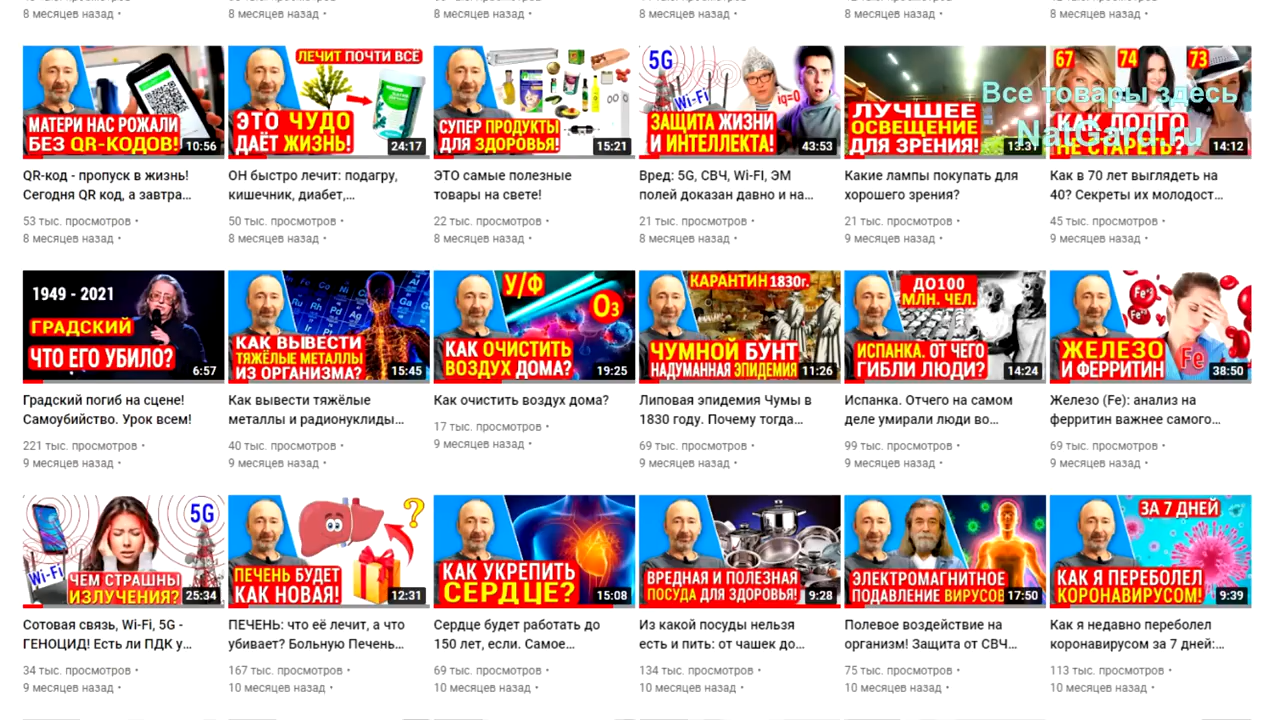 8 месяцев назад •
8 месяцев назад •
8 месяцев назад •
8 месяцев назад •
8 месяцев назад •
8 месяцев назад •
МАТЕРИ НАС РОЖАЛИ
БЕЗ QR-КОДОВ!
10:56
QR-код - пропуск в жизнь!
Сегодня QR код, а завтра...
53 тыс. просмотров •
8 месяцев назад •
ЛЕЧИТ ПОЧТИ ВСЁ
ЭТО ЧУДО
ДАЁТ ЖИЗНЬ!
24:17
ОН быстро лечит: подагру,
кишечник, диабет,...
50 тыс. просмотров •
8 месяцев назад •
СУПЕР ПРОДУКТЫ
ДЛЯ ЗДОРОВЬЯ!
15:21
ЭТО самые полезные
товары на свете!
22 тыс. просмотров •
8 месяцев назад •
5G
Wi-Fi
iq=0
ЗАЩИТА ЖИЗНИ
И ИНТЕЛЛЕКТА!
43:53
Вред: 5G, СВЧ, Wi-FI, ЭМ
полей доказан давно и на...
21 тыс. просмотров •
8 месяцев назад •
ЛУЧШЕЕ
ОСВЕЩЕНИЕ
ДЛЯ ЗРЕНИЯ!
13:31
Какие лампы покупать для
хорошего зрения?
21 тыс. просмотров •
9 месяцев назад •
67 74 73
Все товары здесь
NatGard.ru
КАК ДОЛГО
НЕ СТАРЕТЬ?
14:12
Как в 70 лет выглядеть на
40? Секреты их молодост...
45 тыс. просмотров •
9 месяцев назад •
1949 - 2021
ГРАДСКИЙ
ЧТО ЕГО УБИЛО?
6:57
Градский погиб на сцене!
Самоубийство. Урок всем!
221 тыс. просмотров •
9 месяцев назад •
КАК ВЫВЕСТИ
ТЯЖЁЛЫЕ МЕТАЛЛЫ
ИЗ ОРГАНИЗМА?
15:45
Как вывести тяжёлые
металлы и радионуклиды...
40 тыс. просмотров •
9 месяцев назад •
У/Ф
O3
КАК ОЧИСТИТЬ
ВОЗДУХ ДОМА?
19:25
Как очистить воздух дома?
17 тыс. просмотров •
9 месяцев назад •
КАРАНТИН 1830г.
ЧУМНОЙ БУНТ
НАДУМАННАЯ ЭПИДЕМИЯ
11:26
Липовая эпидемия Чумы в
1830 году. Почему тогда...
69 тыс. просмотров •
9 месяцев назад •
ДО100
МЛН. ЧЕЛ.
ИСПАНКА. ОТ ЧЕГО
ГИБЛИ ЛЮДИ?
14:24
Испанка. Отчего на самом
деле умирали люди во...
99 тыс. просмотров •
9 месяцев назад •
ЖЕЛЕЗО
И ФЕРРИТИН
Fe
38:50
Железо (Fe): анализ на
ферритин важнее самого...
69 тыс. просмотров •
9 месяцев назад •
5G
Wi-Fi
ЧЕМ СТРАШНЫ
ИЗЛУЧЕНИЯ?
25:34
Сотовая связь, Wi-Fi, 5G -
ГЕНОЦИД! Есть ли ПДК у...
34 тыс. просмотров •
9 месяцев назад •
?
ПЕЧЕНЬ БУДЕТ
КАК НОВАЯ!
12:31
ПЕЧЕНЬ: что её лечит, а что
убивает? Больную Печень...
167 тыс. просмотров •
10 месяцев назад •
КАК УКРЕПИТЬ
СЕРДЦЕ?
15:08
Сердце будет работать до
150 лет, если. Самое...
69 тыс. просмотров •
10 месяцев назад •
ВРЕДНАЯ И ПОЛЕЗНАЯ
ПОСУДА ДЛЯ ЗДОРОВЬЯ!
9:28
Из какой посуды нельзя
есть и пить: от чашек до...
134 тыс. просмотров •
10 месяцев назад •
ЭЛЕКТРОМАГНИТНОЕ
ПОДАВЛЕНИЕ ВИРУСОВ
17:50
Полевое воздействие на
организм! Защита от СВЧ...
75 тыс. просмотров •
10 месяцев назад •
ЗА 7 ДНЕЙ
КАК Я ПЕРЕБОЛЕЛ
КОРОНАВИРУСОМ!
9:39
Как я недавно переболел
коронавирусом за 7 дней:...
113 тыс. просмотров •
10 месяцев назад •